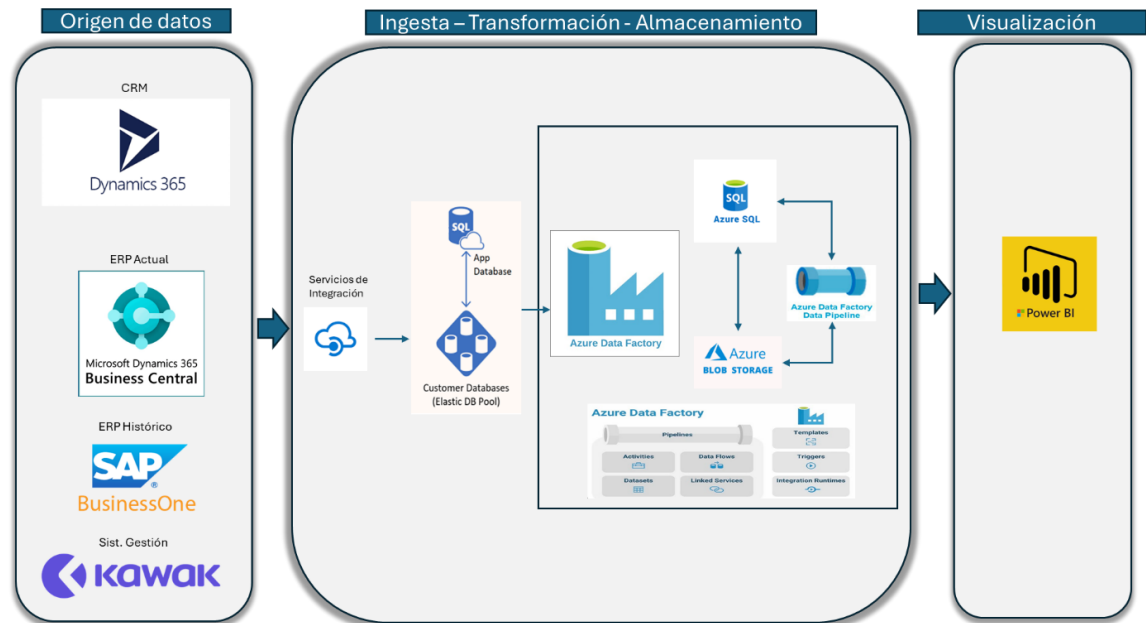 Origen de datos
Ingesta – Transformación - Almacenamiento
Visualización
CRM
Dynamics 365
ERP Actual
Microsoft Dynamics 365
Business Central
ERP Histórico
SAP
®
BusinessOne
Sist. Gestión
KAWAK
Servicios de
Integración
SQL
App
Database
Customer Databases
(Elastic DB Pool)
Azure Data Factory
SQL
Azure SQL
Azure Data Factory
Data Pipeline
Azure
BLOB STORAGE
Azure Data Factory
Pipelines
Activities
Data Flows
Datasets
Linked Services
Templates
Triggers
Integration Runtimes
Power BI